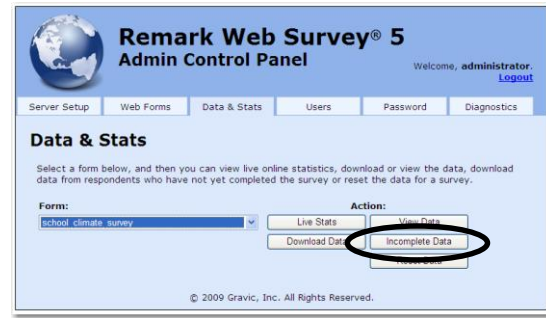 Remark Web Survey® 5
Admin Control Panel
Welcome, administrator.
Logout
Server Setup Web Forms Data & Stats Users Password Diagnostics
Data & Stats
Select a form below, and then you can view live online statistics, download or view the data, download
data from respondents who have not yet completed the survey or reset the data for a survey.
Form: Action:
school climate survey Live Stats View Data
Download Data Incomplete Data
Reset Data
© 2009 Gravic, Inc. All Rights Reserved.